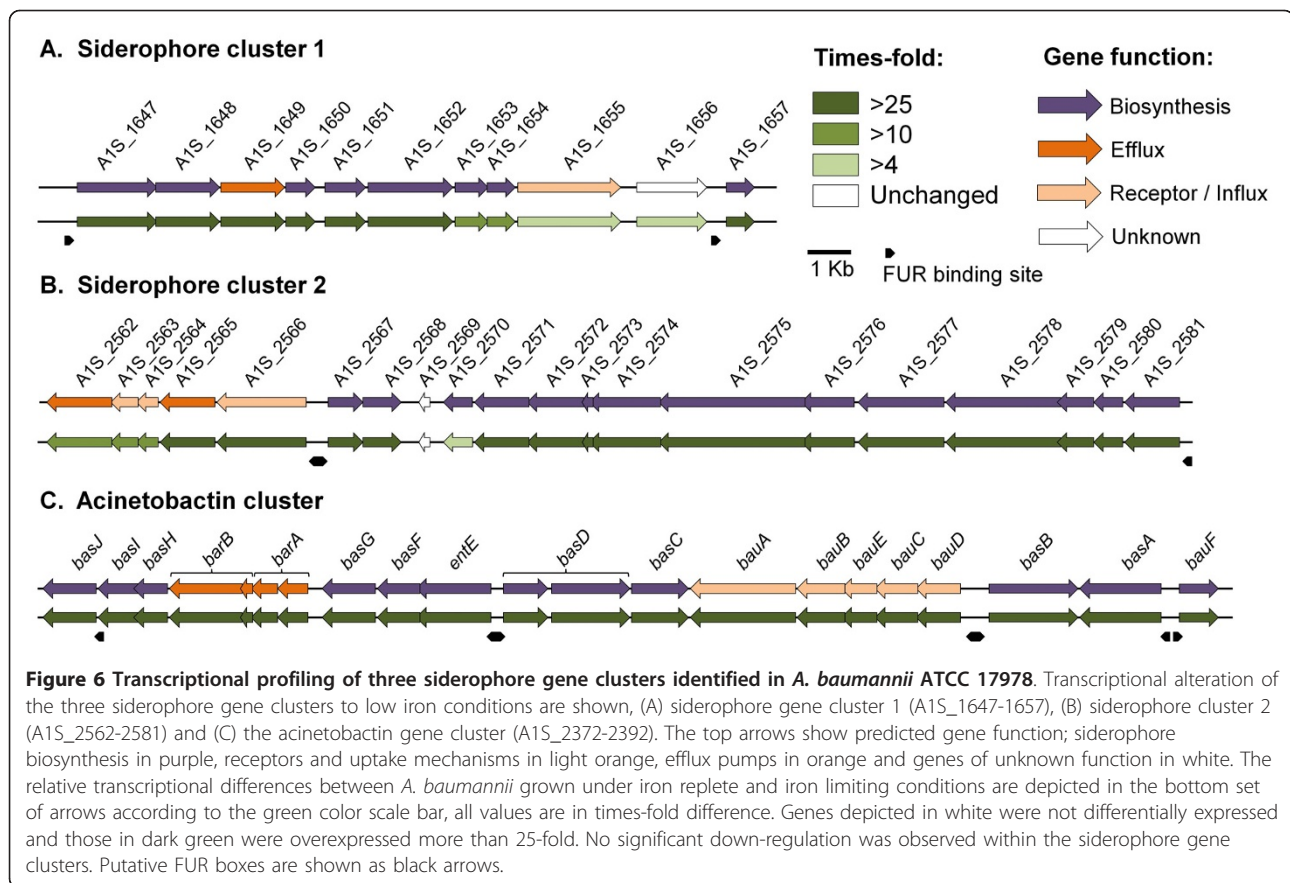 A. Siderophore cluster 1
A1S_1647
A1S_1648
A1S_1649
A1S_1650
A1S_1651
A1S_1652
A1S_1653
A1S_1654
A1S_1655
A1S_1656
A1S_1657
Times-fold:
>25
>10
>4
Unchanged
1 Kb
FUR binding site
Gene function:
Biosynthesis
Efflux
Receptor / Influx
Unknown
B. Siderophore cluster 2
A1S_2562
A1S_2563
A1S_2564
A1S_2565
A1S_2566
A1S_2567
A1S_2568
A1S_2569
A1S_2570
A1S_2571
A1S_2572
A1S_2573
A1S_2574
A1S_2575
A1S_2576
A1S_2577
A1S_2578
A1S_2579
A1S_2580
A1S_2581
C. Acinetobactin cluster
basJ
basI
basH
barB
barA
basG
basF
entE
basD
basC
bauA
bauB
bauE
bauC
bauD
basB
basA
bauF
Figure 6 Transcriptional profiling of three siderophore gene clusters identified in A. baumannii ATCC 17978. Transcriptional alteration of
the three siderophore gene clusters to low iron conditions are shown, (A) siderophore gene cluster 1 (A1S_1647-1657), (B) siderophore cluster 2
(A1S_2562-2581) and (C) the acinetobactin gene cluster (A1S_2372-2392). The top arrows show predicted gene function; siderophore
biosynthesis in purple, receptors and uptake mechanisms in light orange, efflux pumps in orange and genes of unknown function in white. The
relative transcriptional differences between A. baumannii grown under iron replete and iron limiting conditions are depicted in the bottom set
of arrows according to the green color scale bar, all values are in times-fold difference. Genes depicted in white were not differentially expressed
and those in dark green were overexpressed more than 25-fold. No significant down-regulation was observed within the siderophore gene
clusters. Putative FUR boxes are shown as black arrows.